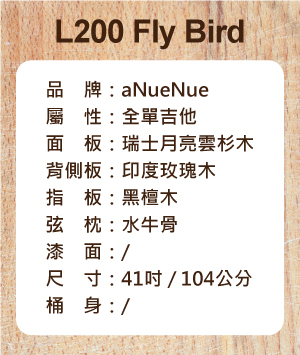 L200 Fly Bird
品　牌：aNueNue
屬　性：全單吉他
面　板：瑞士月亮雲杉木
背側板：印度玫瑰木
指　板：黑檀木
弦　枕：水牛骨
漆　面：/
尺　寸：41吋 / 104公分
桶　身：/